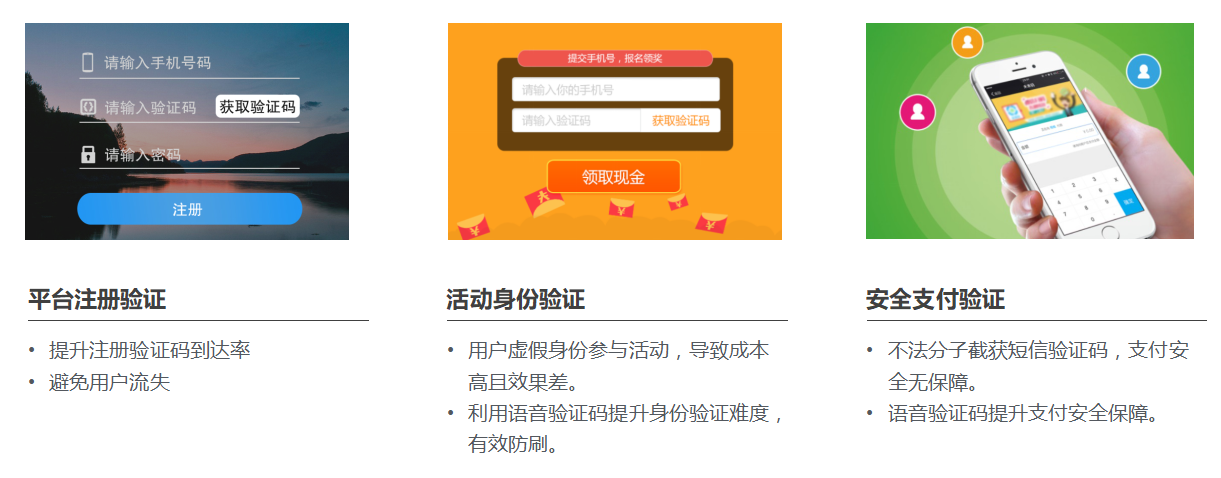 请输入手机号码
请输入验证码 获取验证码
请输入密码
注册
提交手机号，报名领奖
请输入你的手机号
请输入验证码 获取验证码
领取现金
平台注册验证
• 提升注册验证码到达率
• 避免用户流失
活动身份验证
• 用户虚假身份参与活动，导致成本
高且效果差。
• 利用语音验证码提升身份验证难度，
有效防刷。
安全支付验证
• 不法分子截获短信验证码，支付安
全无保障。
• 语音验证码提升支付安全保障。